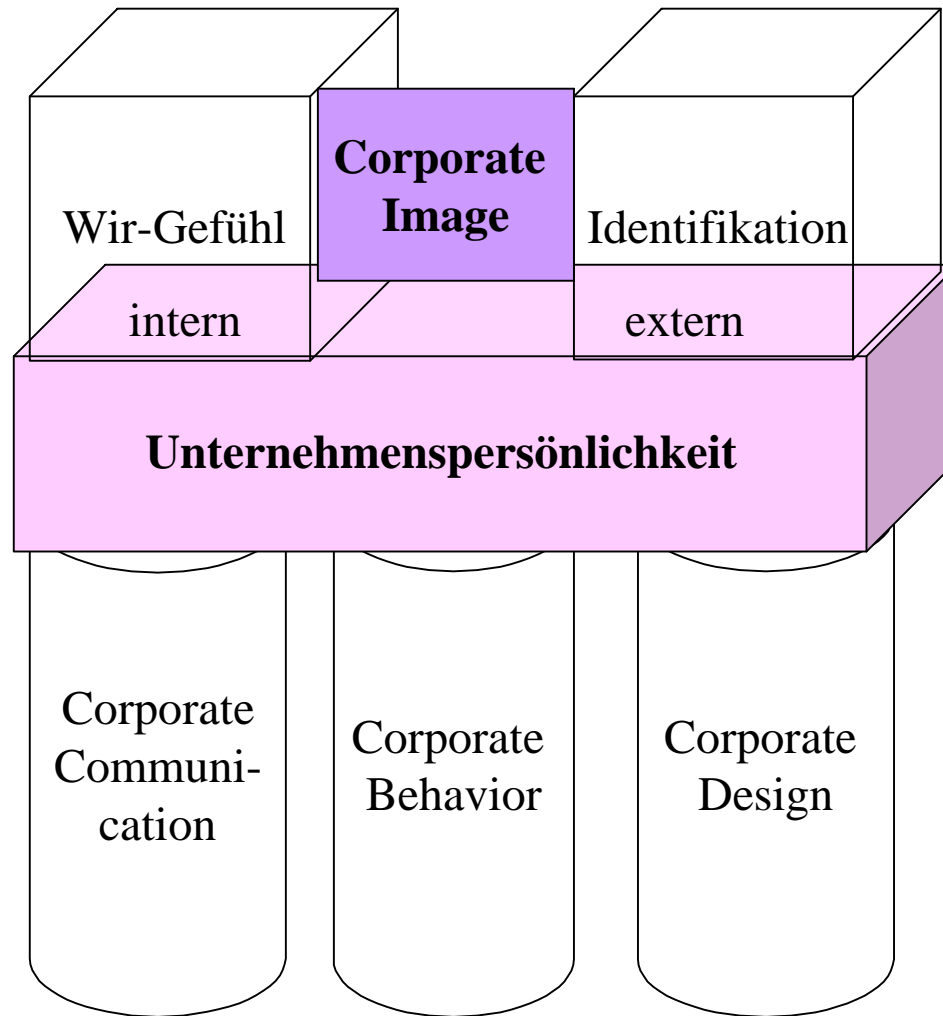 Corporate
Image
Wir-Gefühl
Identifikation
intern
extern
Unternehmenspersönlichkeit
Corporate
Communi-
cation
Corporate
Behavior
Corporate
Design